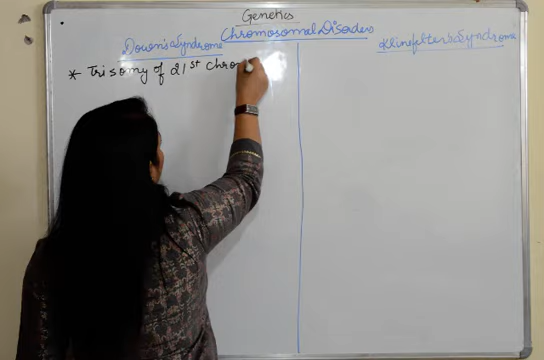 Genetics
Chromosomal Disorders
Down's Syndrome
Klinefelter's Syndrome
* Trisomy of 21st Chro